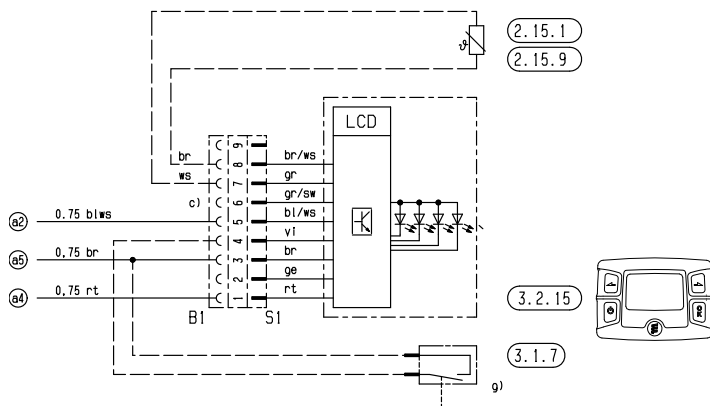 ϑ
2.15.1
2.15.9
LCD
br
ws
c)
9
8
7
6
5
4
3
2
1
br/ws
gr
gr/sw
bl/ws
vi
br
ge
rt
a2
0.75 blws
a5
0,75 br
a4
0,75 rt
B1
S1
3.2.15
OK
3.1.7
g)